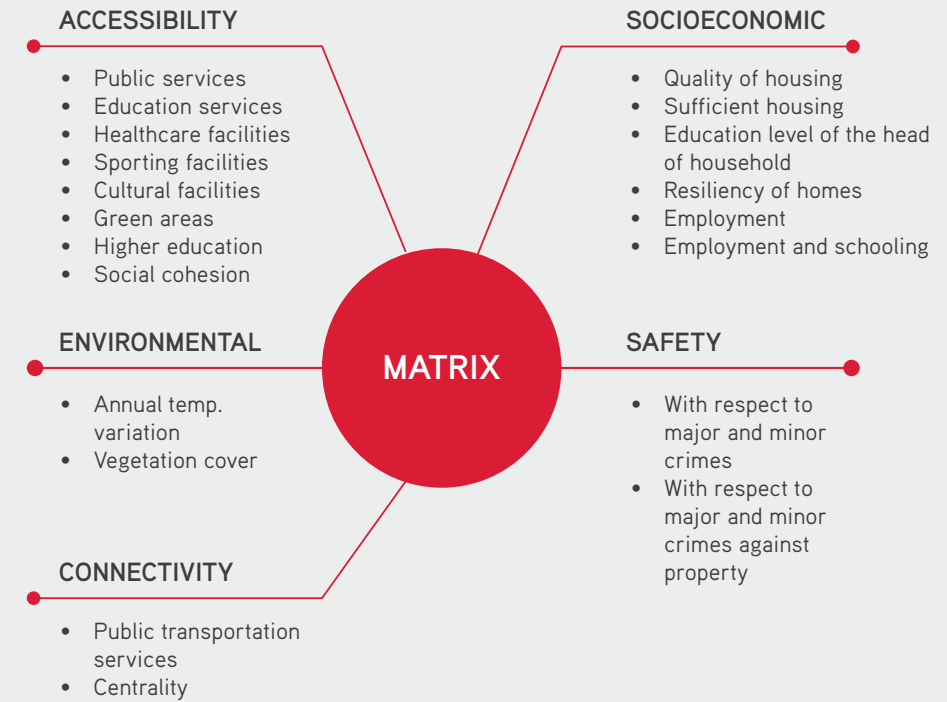 ACCESSIBILITY
• Public services
• Education services
• Healthcare facilities
• Sporting facilities
• Cultural facilities
• Green areas
• Higher education
• Social cohesion
SOCIOECONOMIC
• Quality of housing
• Sufficient housing
• Education level of the head
of household
• Resiliency of homes
• Employment
• Employment and schooling
MATRIX
ENVIRONMENTAL
• Annual temp.
variation
• Vegetation cover
SAFETY
• With respect to
major and minor
crimes
• With respect to
major and minor
crimes against
property
CONNECTIVITY
• Public transportation
services
• Centrality